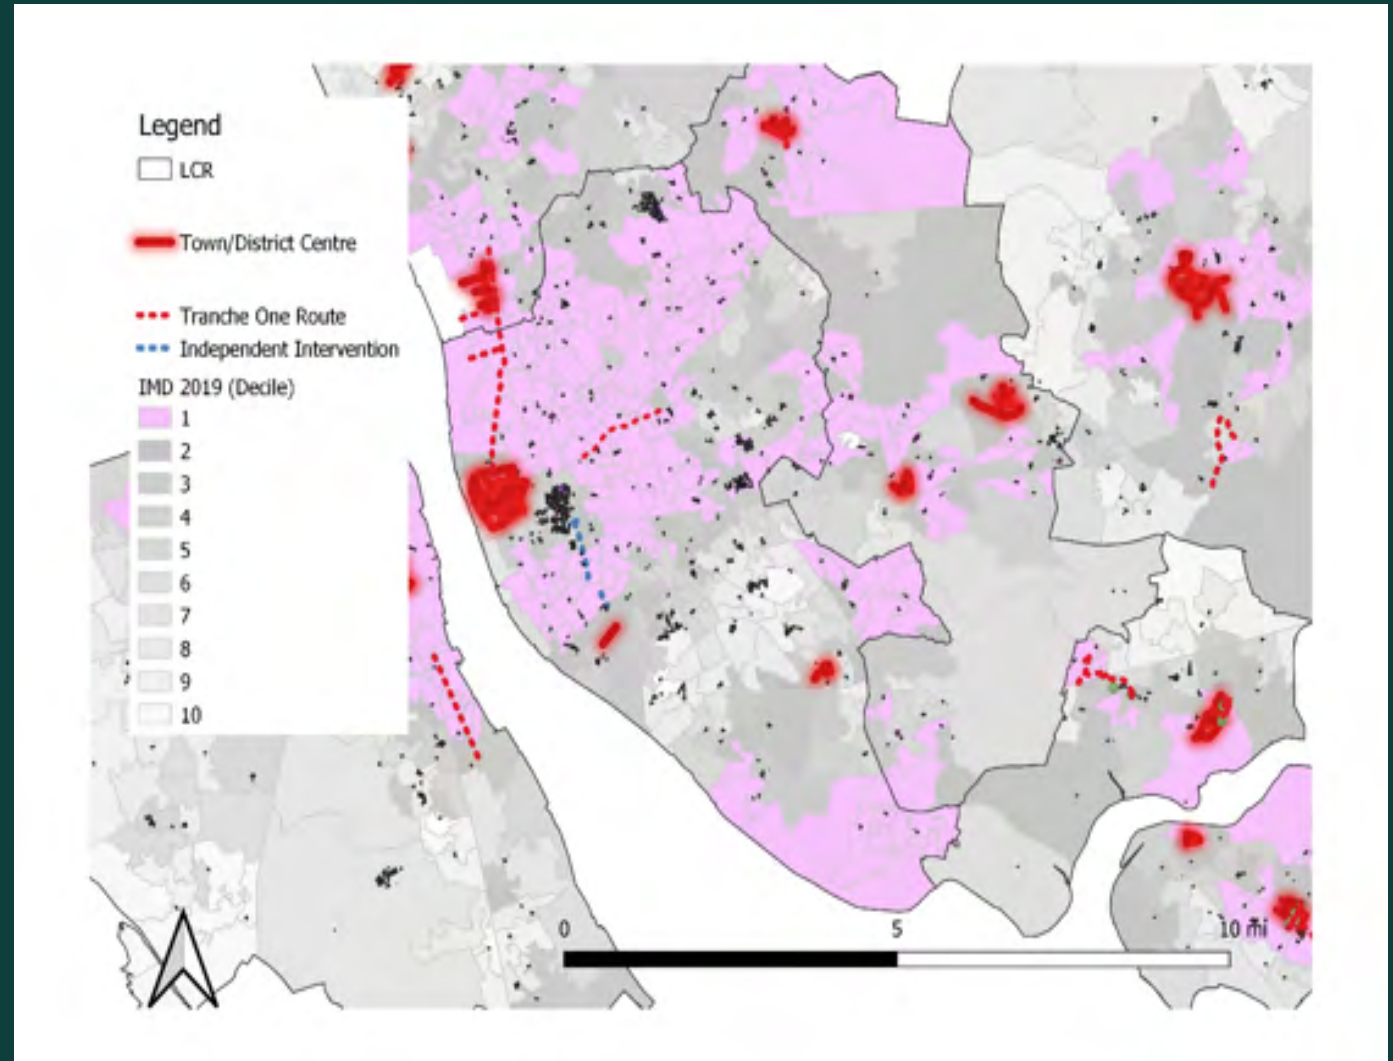 Legend
LCR
Town/District Centre
Tranche One Route
Independent Intervention
IMD 2019 (Decile)
1
2
3
4
5
6
7
8
9
10
0 5 10 mi